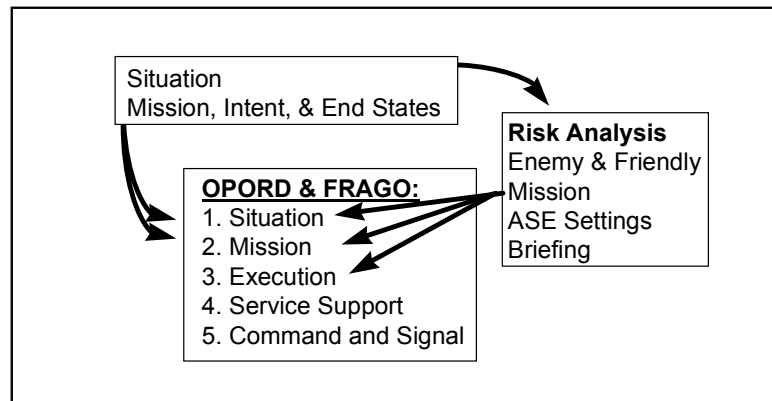 Situation
Mission, Intent, & End States
Risk Analysis
Enemy & Friendly
Mission
ASE Settings
Briefing
OPORD & FRAGO:
1. Situation
2. Mission
3. Execution
4. Service Support
5. Command and Signal